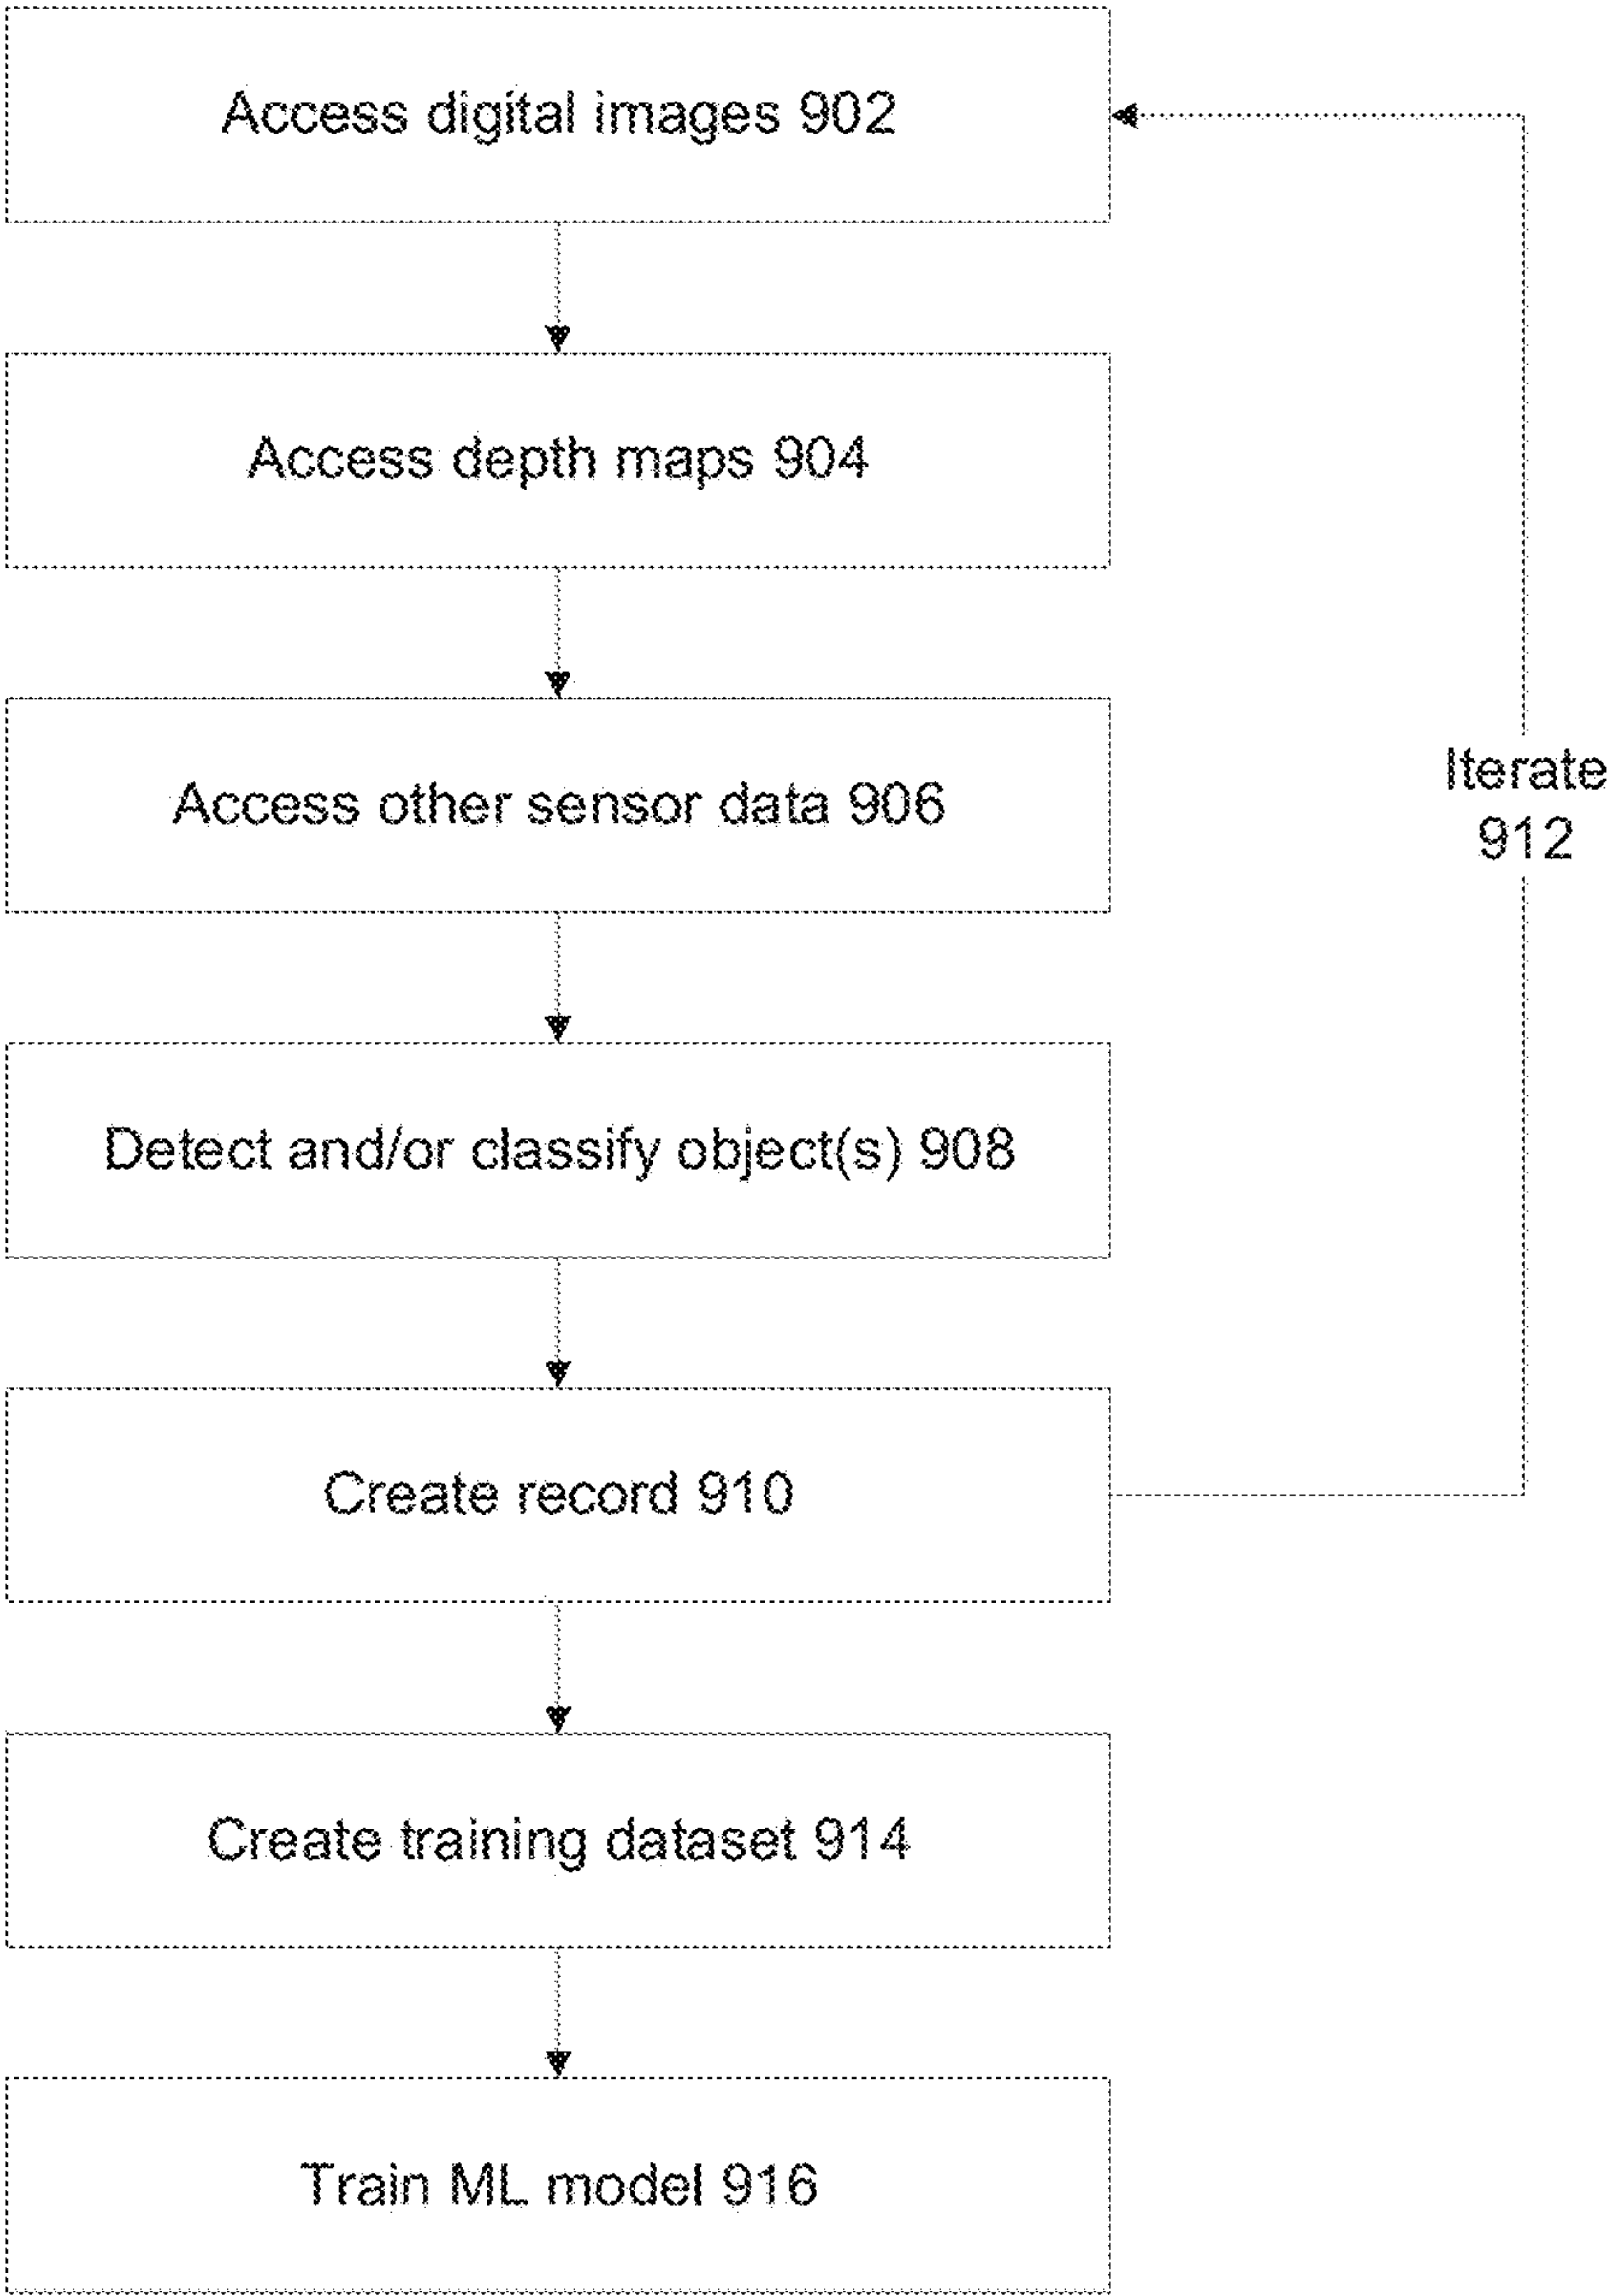 Access digital images 902
Access depth maps 904
Access other sensor data 906
Iterate
912
Detect and/or classify object(s) 908
Create record 910
Create training dataset 914
Train ML model 916